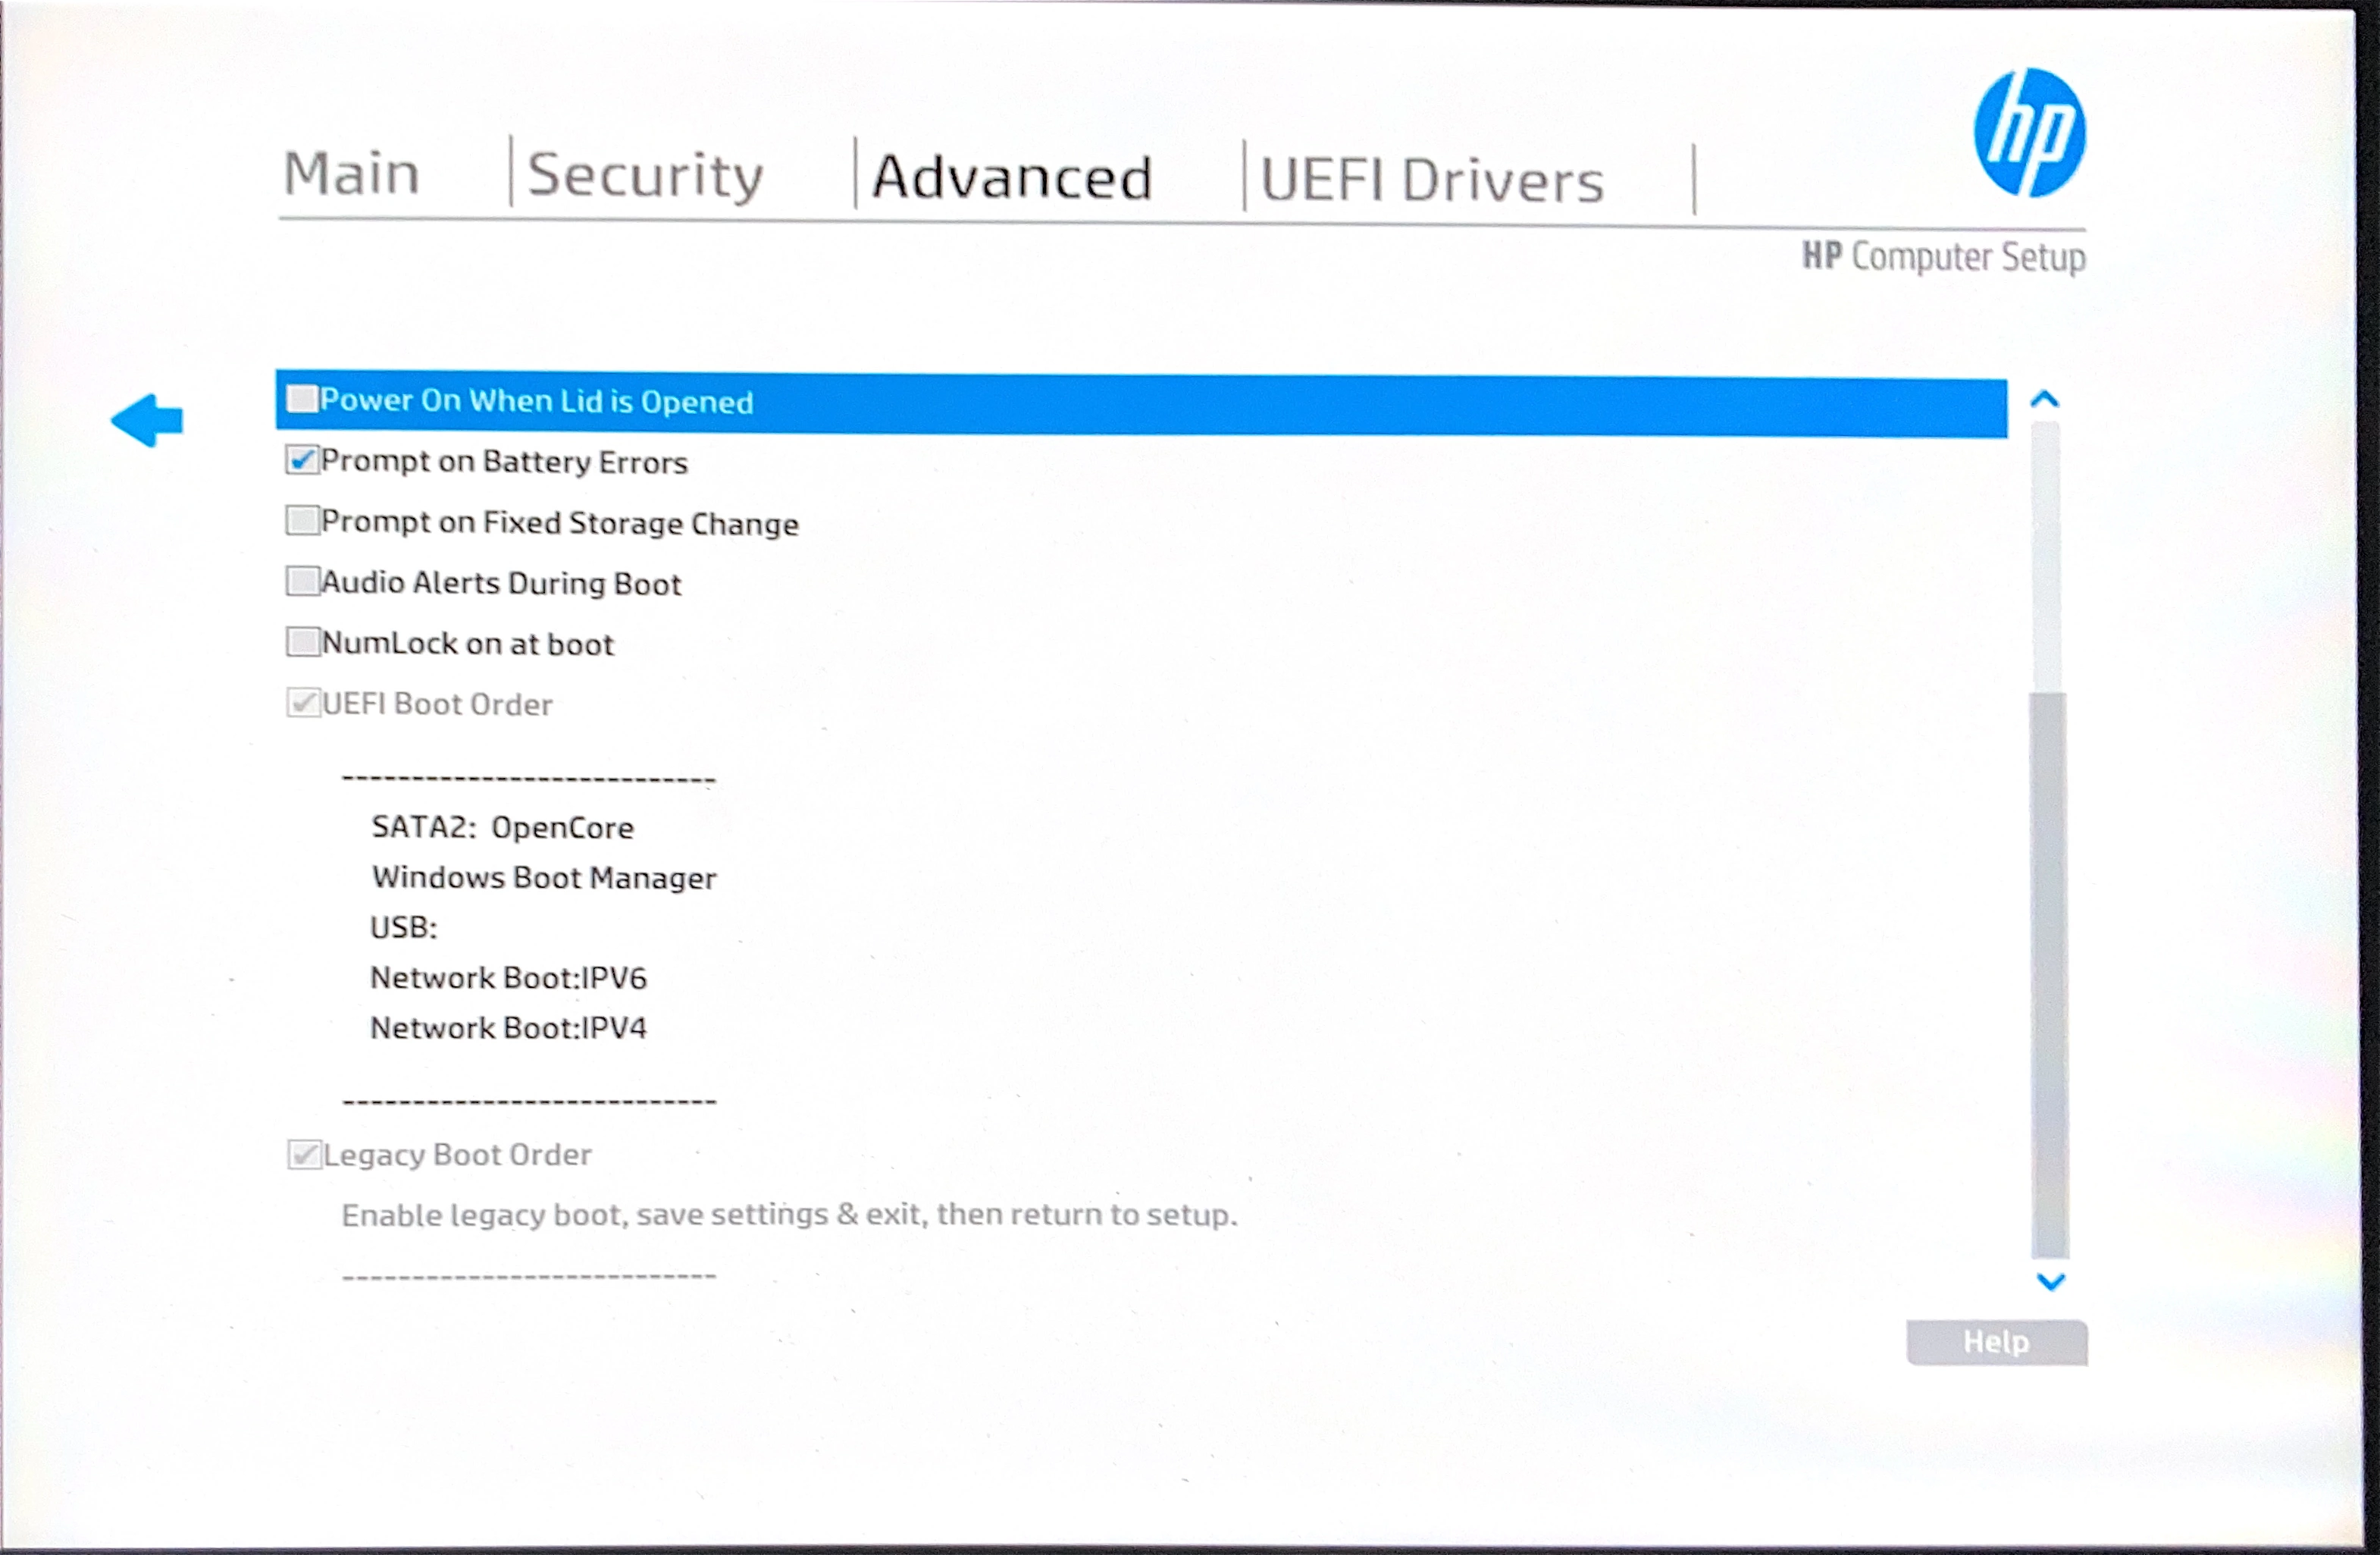 hp
Main
Security
Advanced
UEFI Drivers
HP Computer Setup
Power On When Lid is Opened
Prompt on Battery Errors
Prompt on Fixed Storage Change
Audio Alerts During Boot
NumLock on at boot
UEFI Boot Order
---------------------------
SATA2: OpenCore
Windows Boot Manager
USB:
Network Boot:IPV6
Network Boot:IPV4
---------------------------
Legacy Boot Order
Enable legacy boot, save settings & exit, then return to setup.
---------------------------
Help